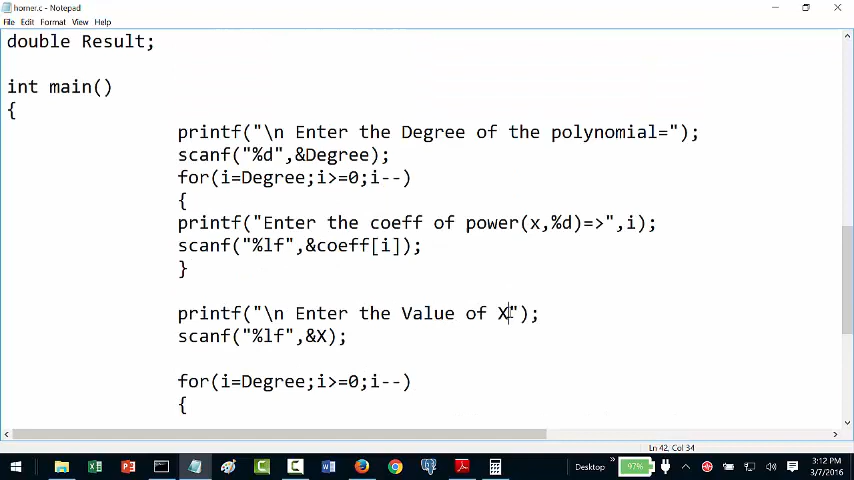 horner.c - Notepad
File Edit Format View Help
double Result;
int main()
{
printf("\n Enter the Degree of the polynomial=");
scanf("%d",&Degree);
for(i=Degree;i>=0;i--)
{
printf("Enter the coeff of power(x,%d)=>",i);
scanf("%lf",&coeff[i]);
}
printf("\n Enter the Value of X");
scanf("%lf",&X);
for(i=Degree;i>=0;i--)
{
Ln 42, Col 34
Desktop
97%
3:12 PM
3/7/2016